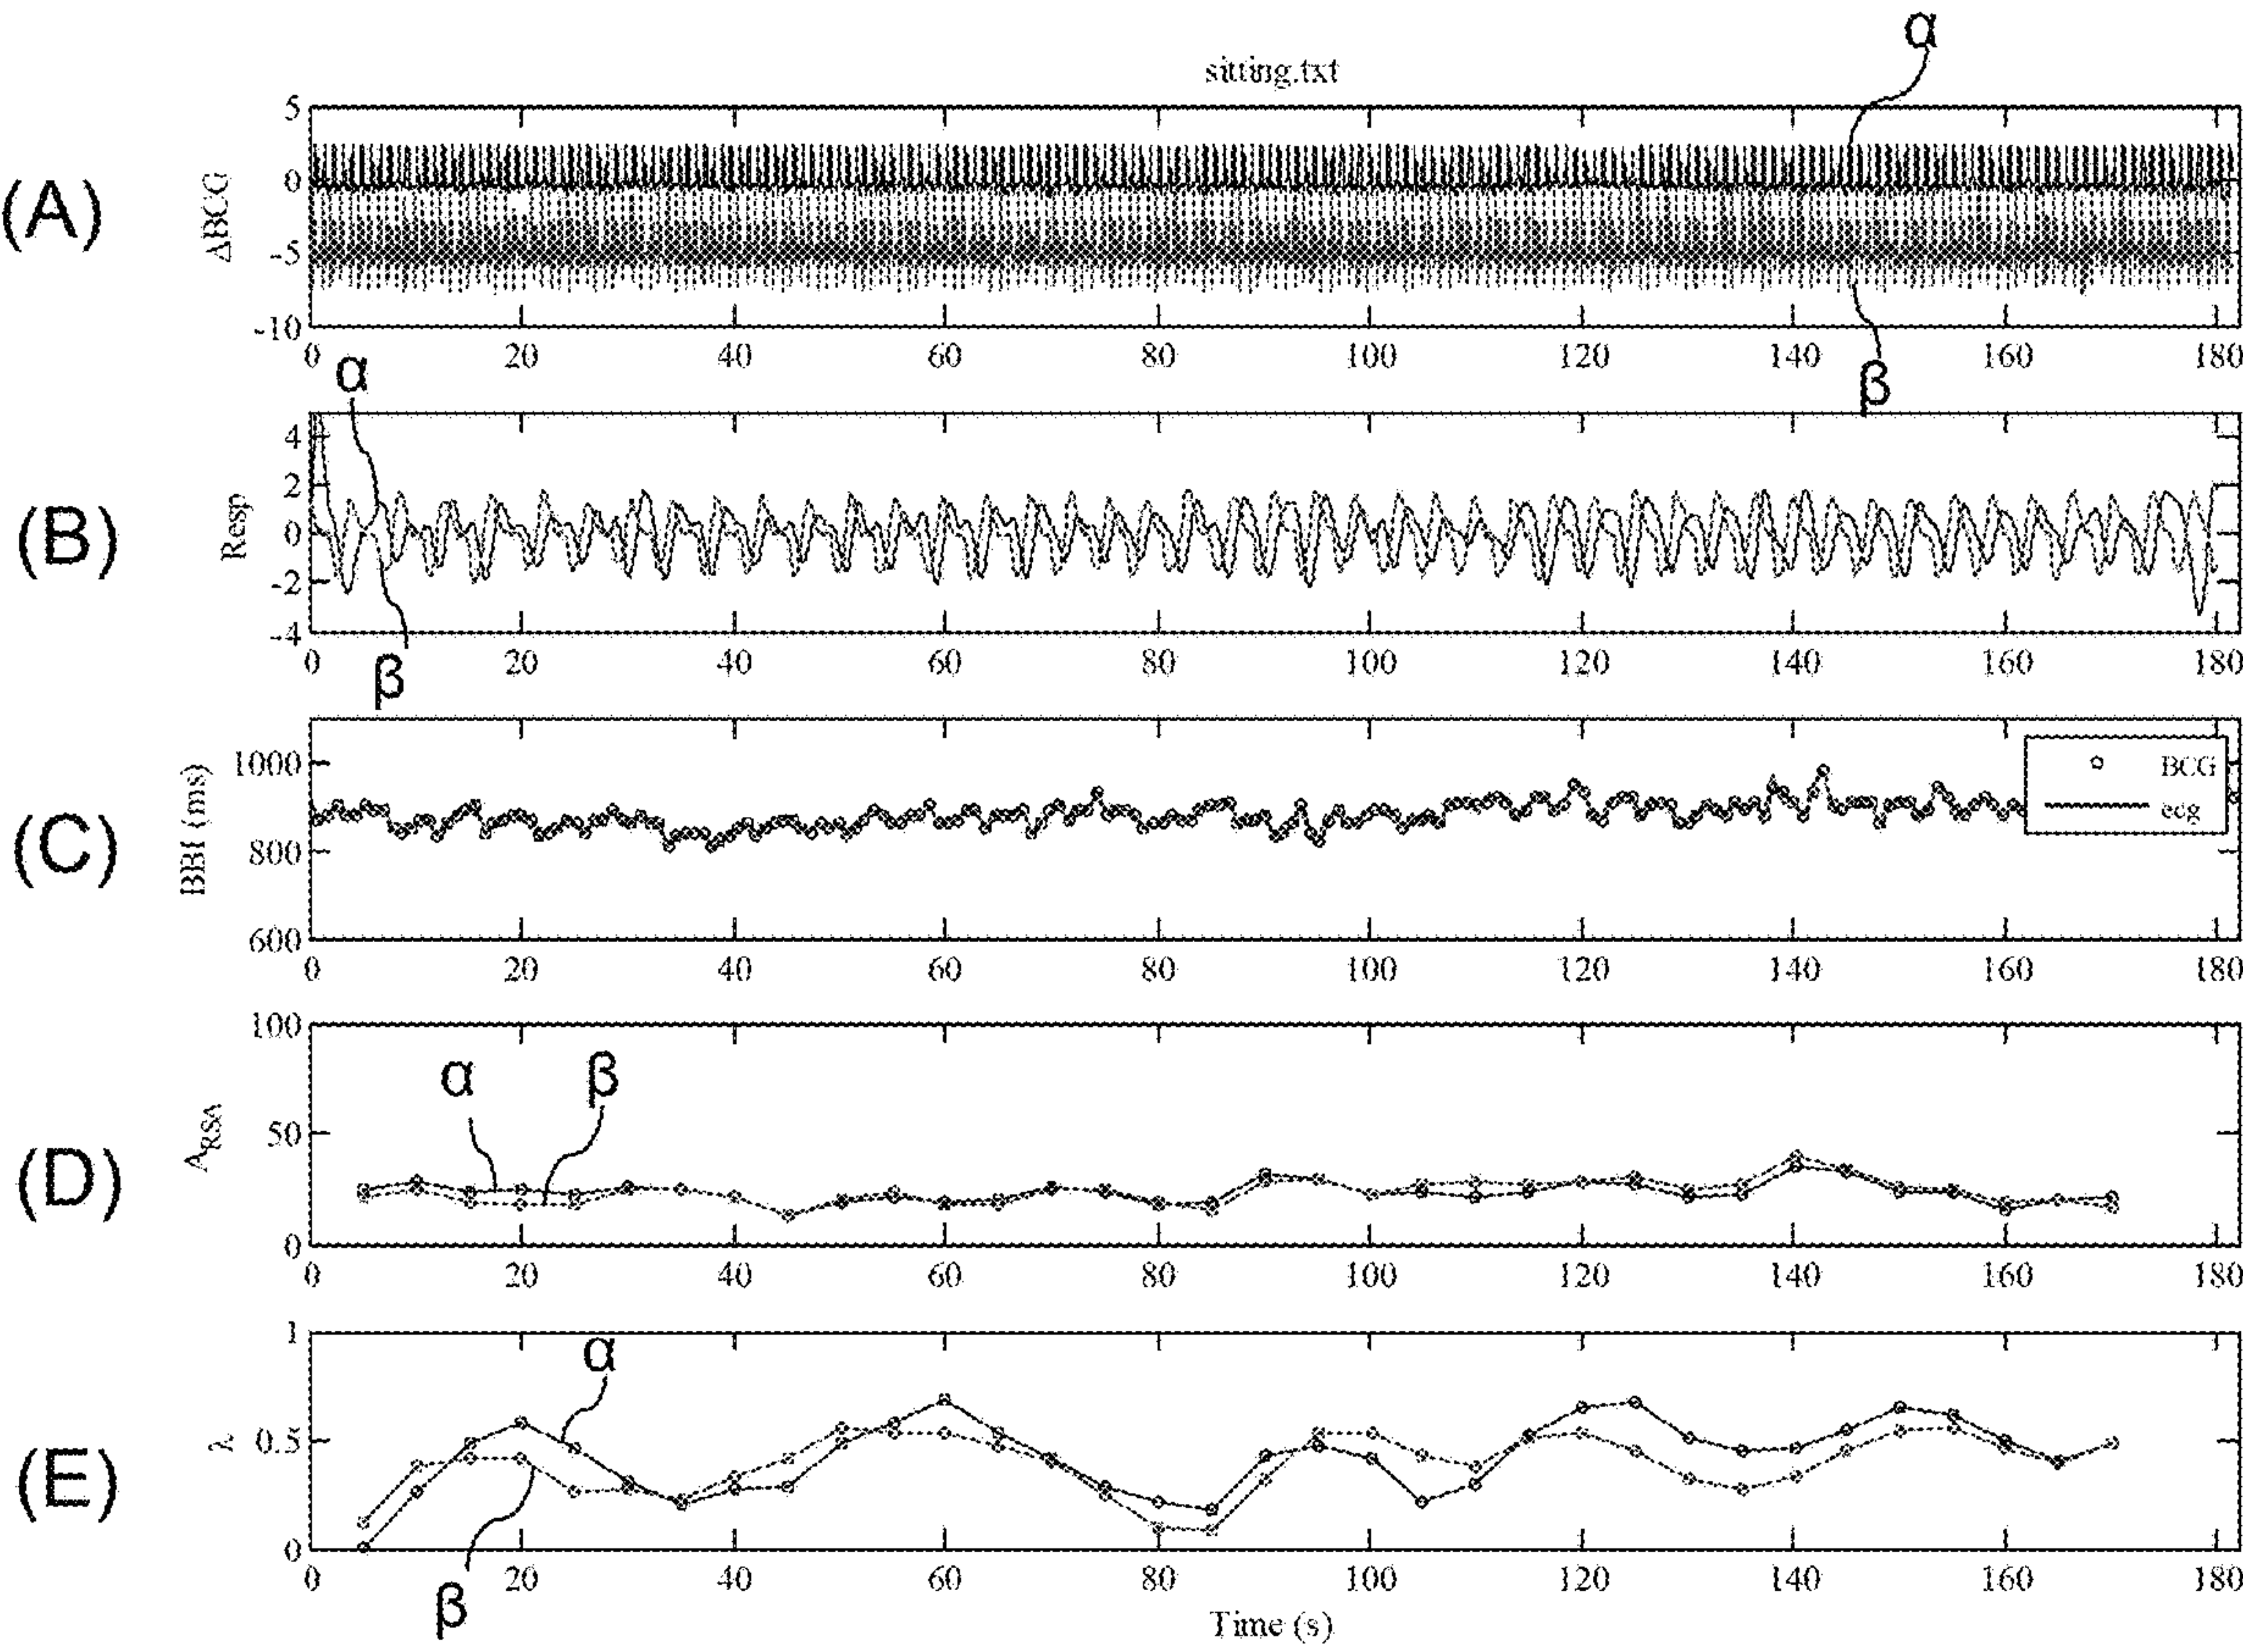 α
sitting.txt
(A)
ΔBCG
5
0
-5
-10
0 20 40 60 80 100 120 140 160 180
β
α
(B)
Resp
4
2
0
-2
-4
0 20 40 60 80 100 120 140 160 180
β
(C)
BBI (ms)
1000
800
600
BCG
ecg
0 20 40 60 80 100 120 140 160 180
(D)
ARSA
100
50
0
α β
0 20 40 60 80 100 120 140 160 180
(E)
λ
1
0.5
0
α
β
0 20 40 60 80 100 120 140 160 180
Time (s)